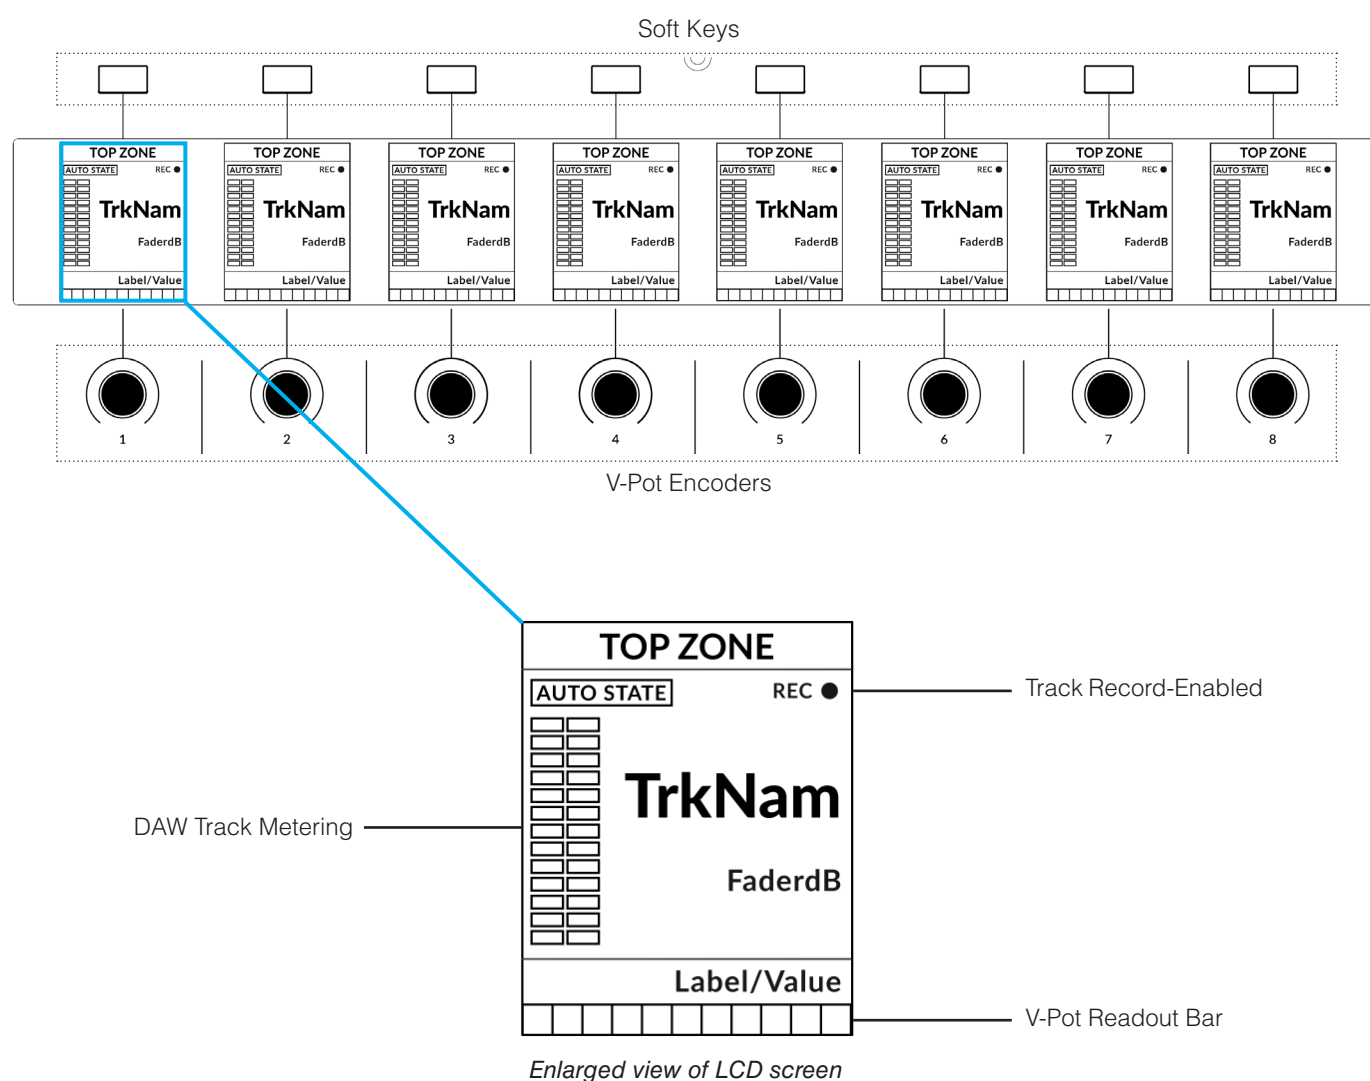 Soft Keys
TOP ZONE TOP ZONE TOP ZONE TOP ZONE TOP ZONE TOP ZONE TOP ZONE TOP ZONE
AUTO STATE REC AUTO STATE REC AUTO STATE REC AUTO STATE REC AUTO STATE REC AUTO STATE REC AUTO STATE REC AUTO STATE REC
TrkNam TrkNam TrkNam TrkNam TrkNam TrkNam TrkNam TrkNam
FaderdB FaderdB FaderdB FaderdB FaderdB FaderdB FaderdB FaderdB
Label/Value Label/Value Label/Value Label/Value Label/Value Label/Value Label/Value Label/Value
1 2 3 4 5 6 7 8
V-Pot Encoders
TOP ZONE
AUTO STATE REC Track Record-Enabled
TrkNam
DAW Track Metering
FaderdB
Label/Value
V-Pot Readout Bar
Enlarged view of LCD screen